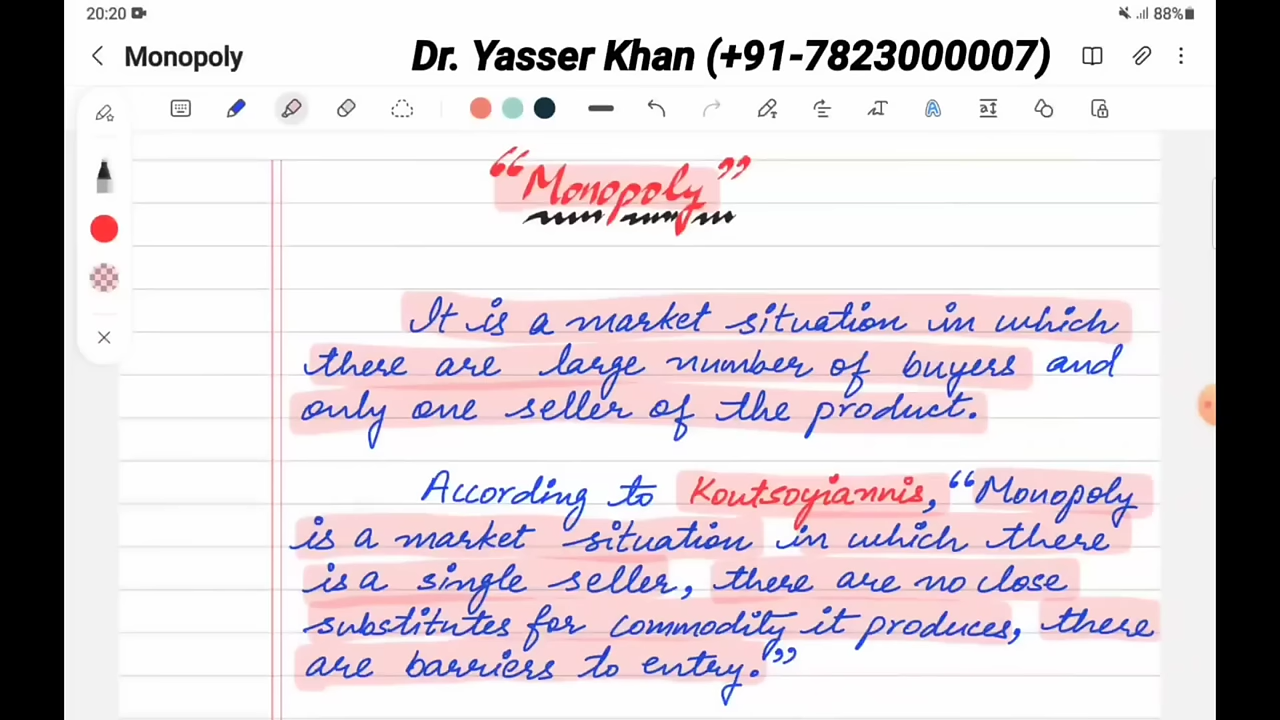 20:20
88%
Monopoly
Dr. Yasser Khan (+91-7823000007)
"Monopoly"
It is a market situation in which
there are large number of buyers and
only one seller of the product.
According to Koutsoyiannis, "Monopoly
is a market situation in which there
is a single seller, there are no close
substitutes for commodity it produces, there
are barriers to entry."